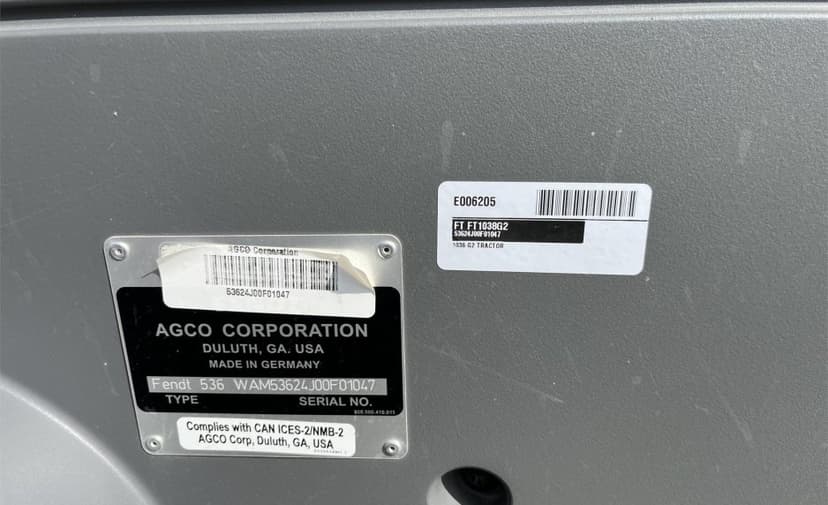 E006205
FT FT1038G2
53624J00F01047
1038 G2 TRACTOR
AGCO Corporation
53624J00F01047
AGCO CORPORATION
DULUTH, GA. USA
MADE IN GERMANY
Fendt 536 WAM53624J00F01047
TYPE SERIAL NO.
Complies with CAN ICES-2/NMB-2
AGCO Corp, Duluth, GA, USA